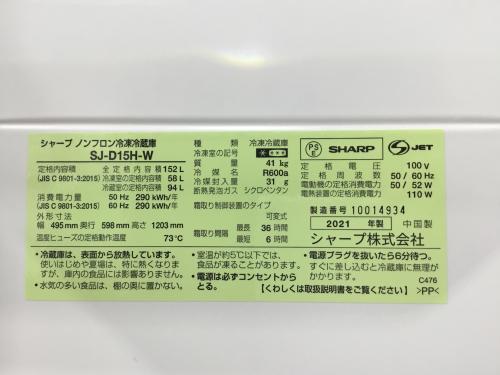 シャープ ノンフロン冷凍冷蔵庫
SJ-D15H-W
定格内容積 全定格内容積 152 L
(JIS C 9801-3:2015) 冷凍室の定格内容積 58 L
冷蔵室の定格内容積 94 L
消費電力量 50 Hz 290 kWh/年
(JIS C 9801-3:2015) 60 Hz 290 kWh/年
外形寸法
幅 495 mm 奥行 598 mm 高さ 1203 mm
温度ヒューズの定格動作温度 73℃
種類 冷凍冷蔵庫
冷凍室の記号
質量 41 kg
冷媒名 R600a
冷媒封入量 31 g
断熱発泡ガス シクロペンタン
霜取り制御装置のタイプ
可変式
霜取り間隔 最長 36時間
最短 6時間
PS E SHARP S JET
定格電圧 100 V
定格周波数 50/60 Hz
電動機の定格消費電力 50/52 W
電熱装置の定格消費電力 110 W
製造番号 10014934
2021 年製 中国製
シャープ株式会社
・冷蔵庫は、表面から放熱しています。
使いはじめや夏場は、特に熱くなりま
すが、庫内の食品には影響ありません。
・水気の多い食品は、棚の奥に置かない。
・室温が約5℃以下では、
食品が凍ることがあります。
・電源は必ずコンセントから
とる。
・電源プラグを抜いたら6分待つ。
すぐに差し込むと冷蔵庫に無理が
かかります。
C476
【くわしくは取扱説明書をご覧ください】 >PP<